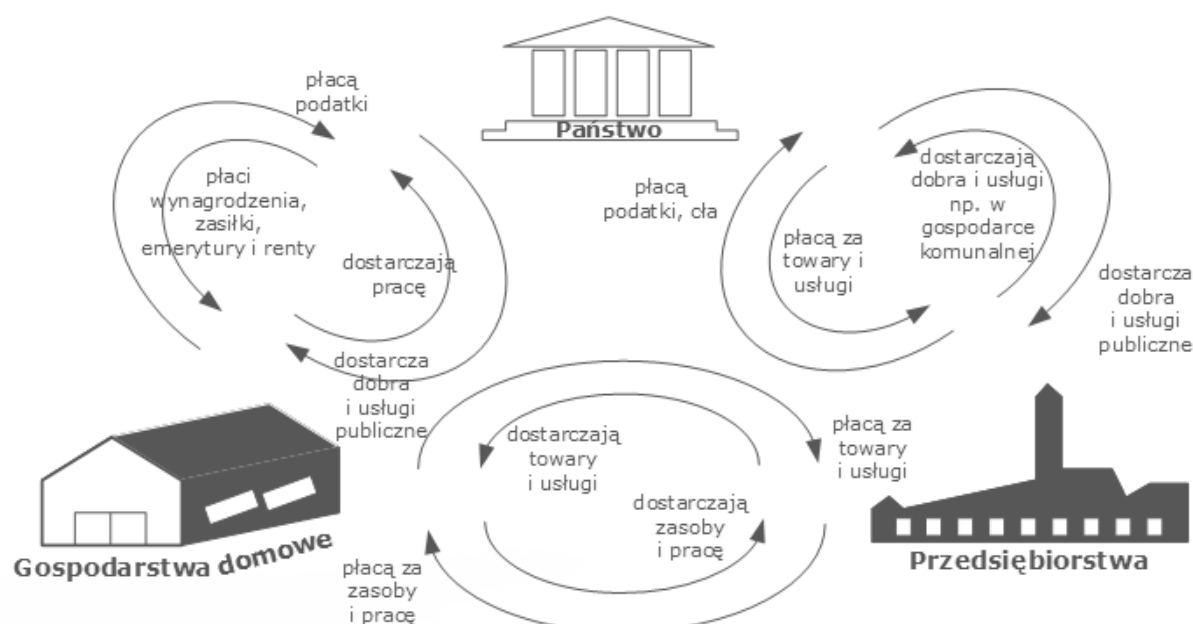 Państwo
płacą
podatki
płaci
wynagrodzenia,
zasiłki,
emerytury i renty
dostarczają
pracę
dostarcza
dobra
i usługi
publiczne
płacą
podatki, cła
płacą za
towary i
usługi
dostarczają
dobra i usługi
np. w
gospodarce
komunalnej
dostarcza
dobra
i usługi
publiczne
dostarczają
towary
i usługi
płacą za
towary
i usługi
dostarczają
zasoby
i pracę
płacą za
zasoby
i pracę
Gospodarstwa domowe
Przedsiębiorstwa